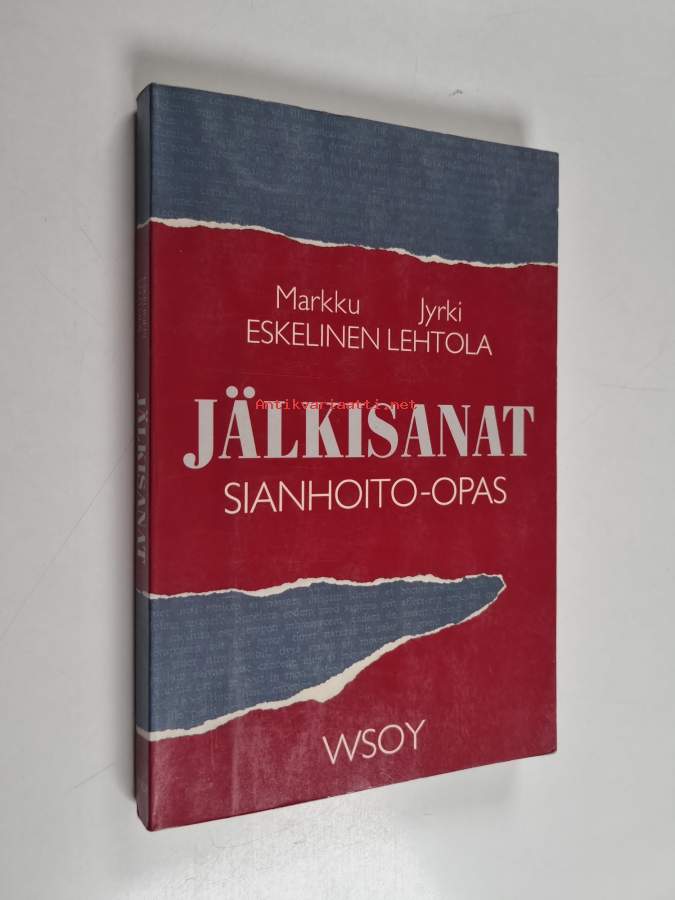 Markku Jyrki
ESKELINEN LEHTOLA
Antikvariaatti.net
JÄLKISANAT
SIANHOITO-OPAS
WSOY
JÄLKISANAT